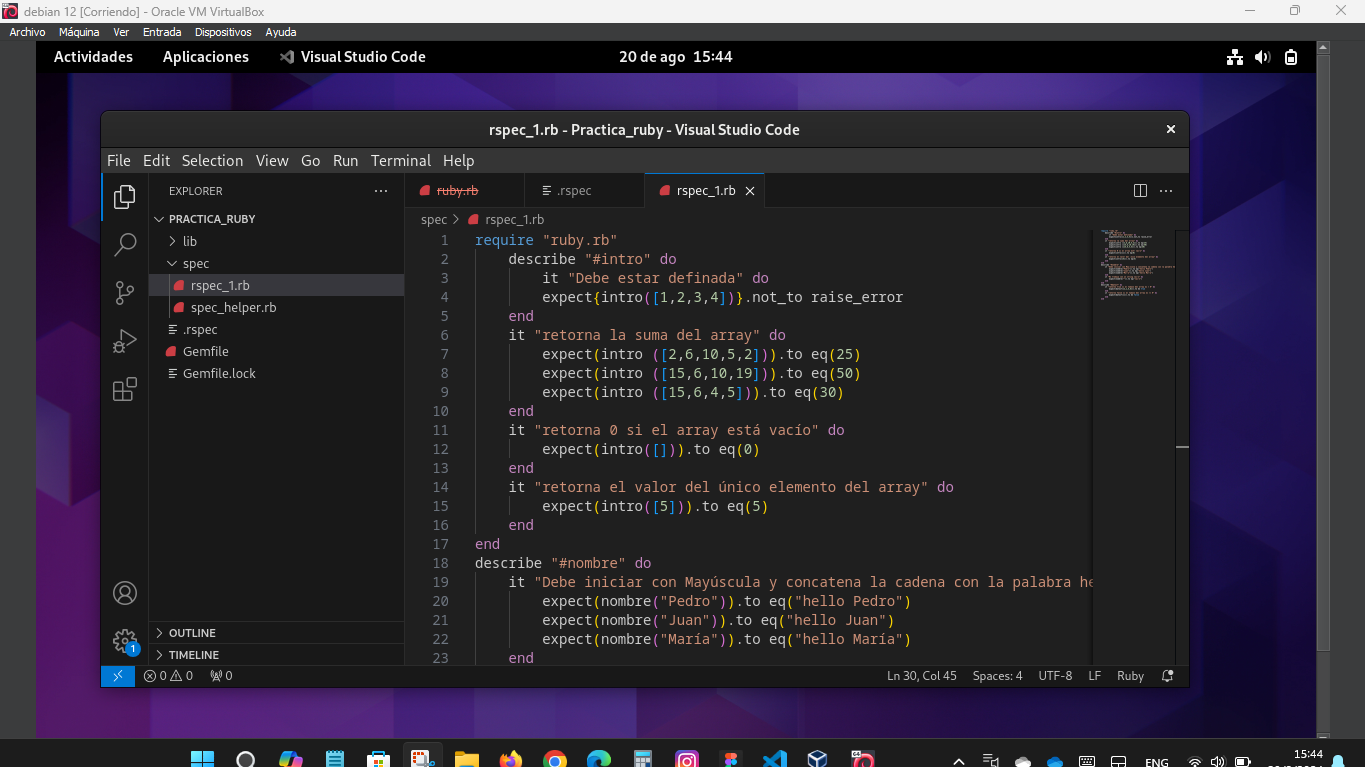 debian 12 [Corriendo] - Oracle VM VirtualBox
Archivo Máquina Ver Entrada Dispositivos Ayuda
Actividades Aplicaciones Visual Studio Code 20 de ago 15:44
rspec_1.rb - Practica_ruby - Visual Studio Code
File Edit Selection View Go Run Terminal Help
EXPLORER
PRACTICA_RUBY
lib
spec
rspec_1.rb
spec_helper.rb
.rspec
Gemfile
Gemfile.lock
OUTLINE
TIMELINE
1
ruby.rb .rspec rspec_1.rb
spec > rspec_1.rb
1 require "ruby.rb"
2 describe "#intro" do
3 it "Debe estar definada" do
4 expect{intro([1,2,3,4])}.not_to raise_error
5 end
6 it "retorna la suma del array" do
7 expect(intro ([2,6,10,5,2])).to eq(25)
8 expect(intro ([15,6,10,19])).to eq(50)
9 expect(intro ([15,6,4,5])).to eq(30)
10 end
11 it "retorna 0 si el array está vacío" do
12 expect(intro([])).to eq(0)
13 end
14 it "retorna el valor del único elemento del array" do
15 expect(intro([5])).to eq(5)
16 end
17 end
18 describe "#nombre" do
19 it "Debe iniciar con Mayúscula y concatena la cadena con la palabra he
20 expect(nombre("Pedro")).to eq("hello Pedro")
21 expect(nombre("Juan")).to eq("hello Juan")
22 expect(nombre("María")).to eq("hello María")
23 end
0 0 0 Ln 30, Col 45 Spaces: 4 UTF-8 LF Ruby
ENG 15:44